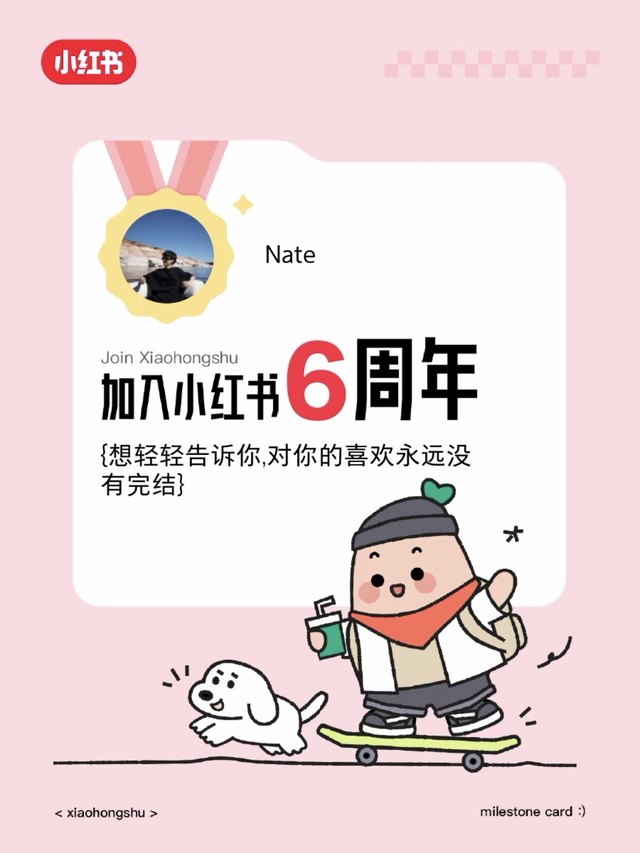 小红书
Nate
Join Xiaohongshu
加入小红书6周年
{想轻轻告诉你,对你的喜欢永远没
有完结}
< xiaohongshu >
milestone card :)